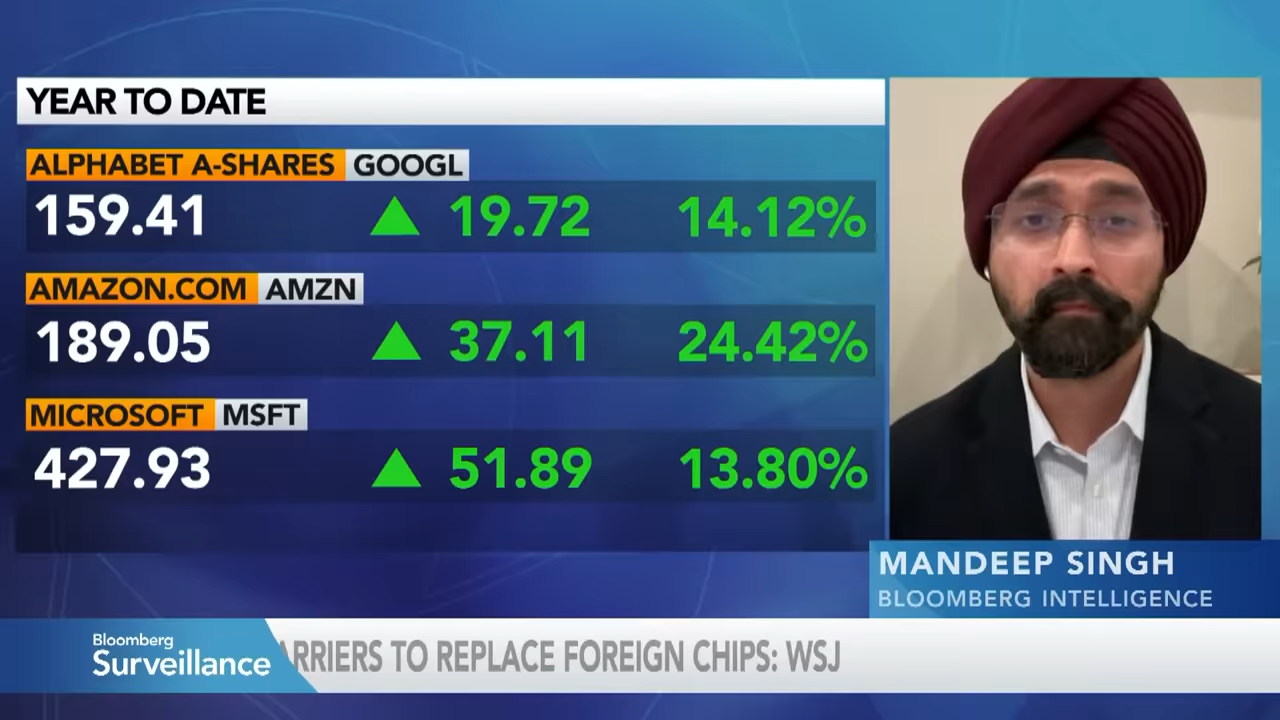 YEAR TO DATE
ALPHABET A-SHARES GOOGL
159.41 ▲ 19.72 14.12%
AMAZON.COM AMZN
189.05 ▲ 37.11 24.42%
MICROSOFT MSFT
427.93 ▲ 51.89 13.80%
MANDEEP SINGH
BLOOMBERG INTELLIGENCE
Bloomberg
Surveillance
TO REPLACE FOREIGN CHIPS: WSJ